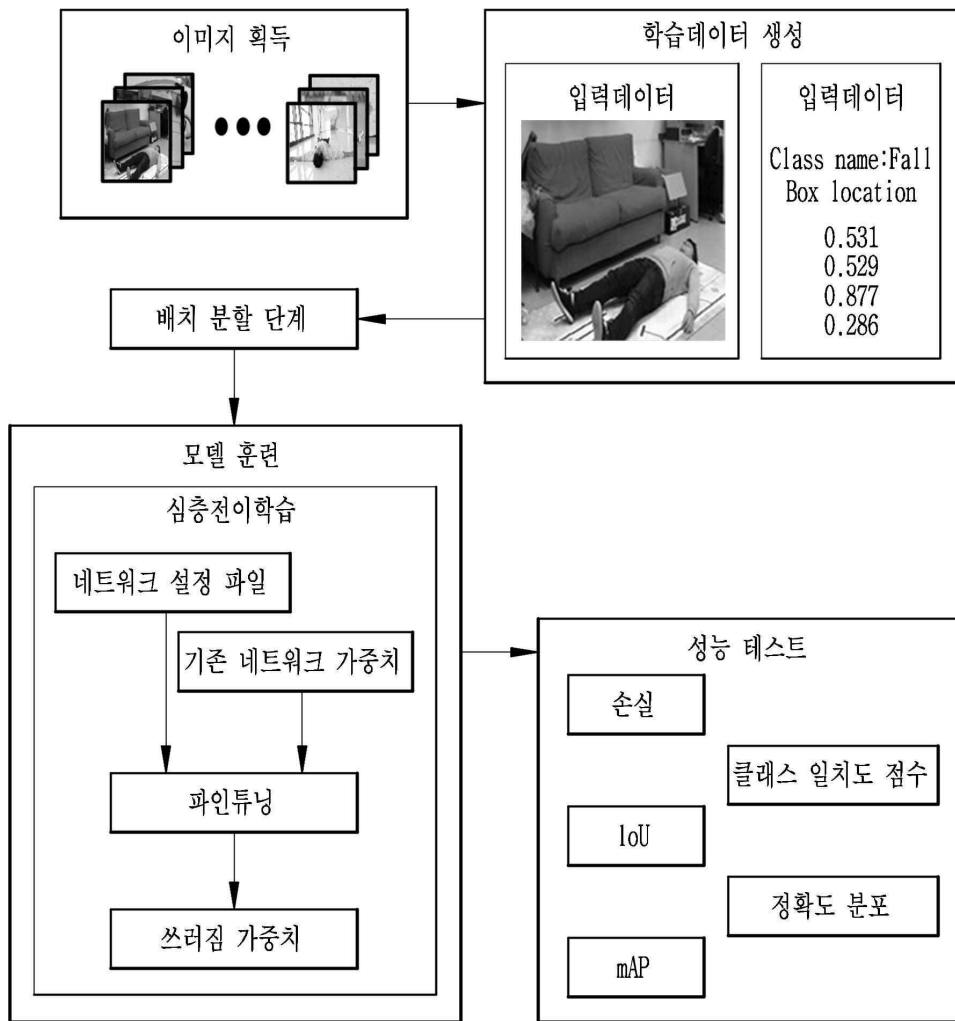 이미지 획득
학습데이터 생성
입력데이터
입력데이터
Class name:Fall
Box location
0.531
0.529
0.877
0.286
배치 분할 단계
모델 훈련
심층전이학습
네트워크 설정 파일
기존 네트워크 가중치
파인튜닝
쓰러짐 가중치
성능 테스트
손실
클래스 일치도 점수
loU
정확도 분포
mAP